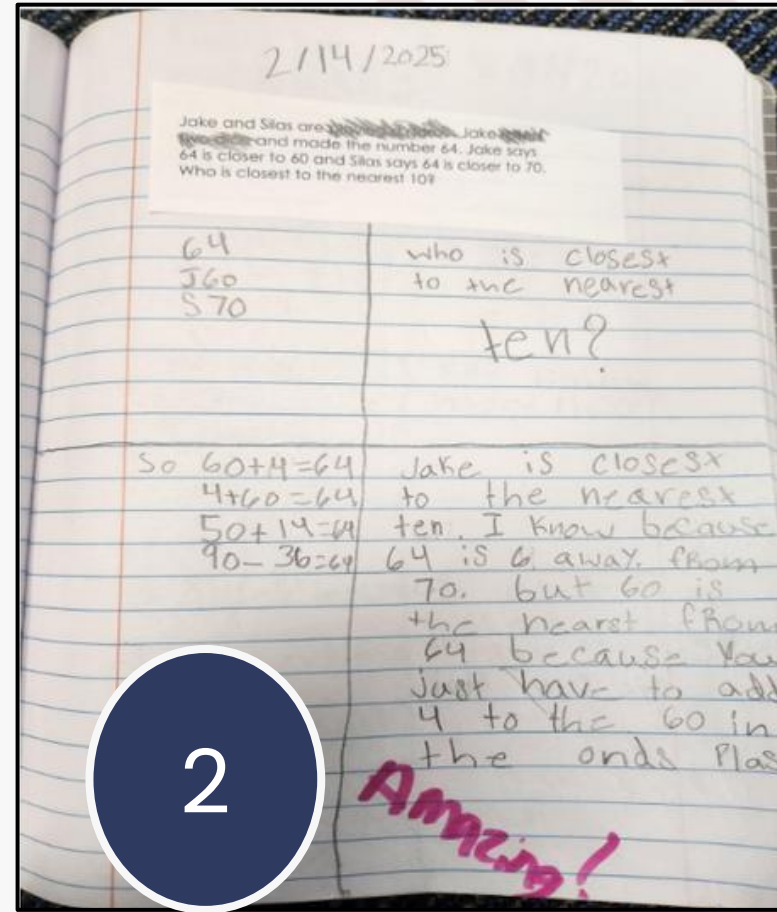 2/14/2025
Jake and Silas are Jake
and made the number 64. Jake says
64 is closer to 60 and Silas says 64 is closer to 70.
Who is closest to the nearest 10?
64
J60
S 70
who is closest
to the nearest
ten?
So 60+4=64
4+60=64
50+14=64
90-36=64
Jake is closest
to the nearest
ten. I know because
64 is 6 away. from
70. but 60 is
the nearst from
64 because You
just have to add
4 to the 60 in
the onds Plas
Amazing!
2